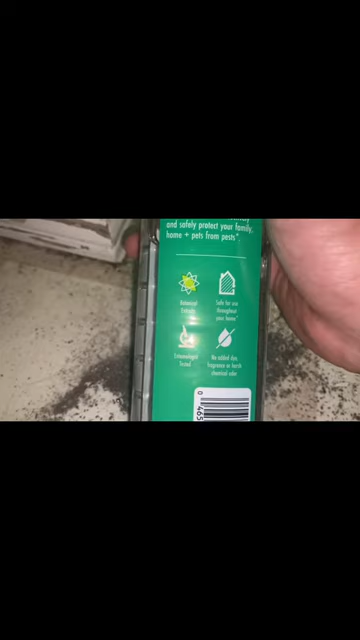 and safely protect your family,
home + pets from pests*.
Botanical
Extracts
Safe for use
throughout
your home*
Entomologist
Tested
No added dyes
fragrance or harsh
chemical odor
0